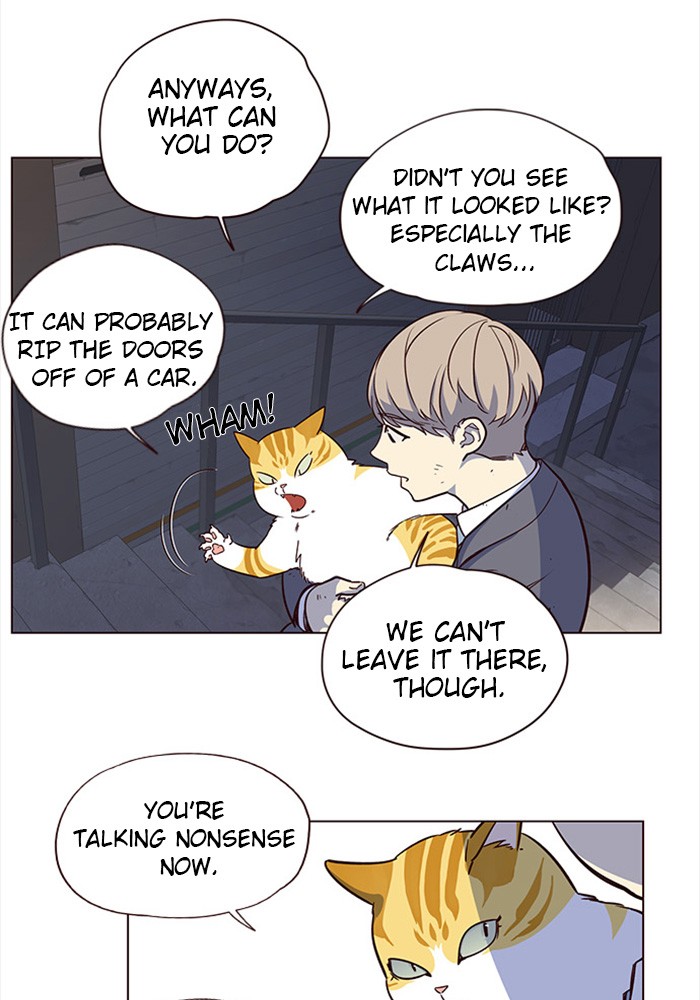 ANYWAYS,
WHAT CAN
YOU DO?
DIDN'T YOU SEE
WHAT IT LOOKED LIKE?
ESPECIALLY THE
CLAWS...
IT CAN PROBABLY
RIP THE DOORS
OFF OF A CAR.
WHAM!
WE CAN'T
LEAVE IT THERE,
THOUGH.
YOU'RE
TALKING NONSENSE
NOW.